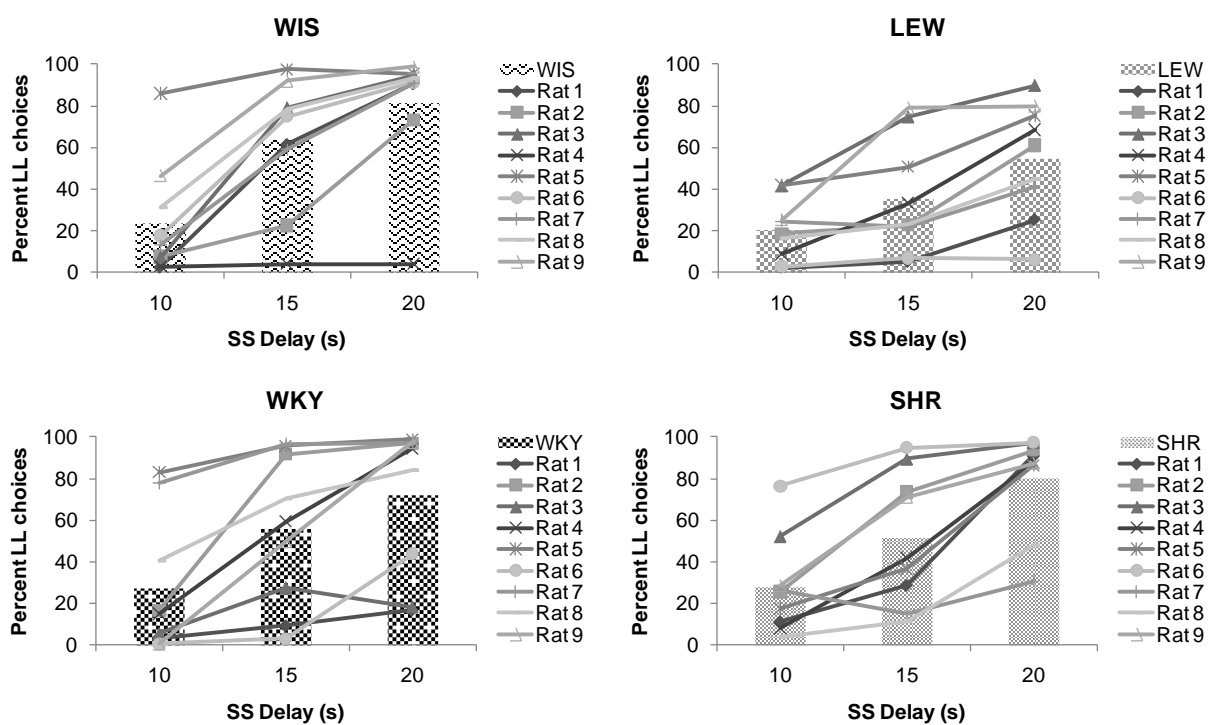 WIS
Percent LL choices
100
80
60
40
20
0
10
15
20
SS Delay (s)
WIS
Rat 1
Rat 2
Rat 3
Rat 4
Rat 5
Rat 6
Rat 7
Rat 8
Rat 9
LEW
Percent LL choices
100
80
60
40
20
0
10
15
20
SS Delay (s)
LEW
Rat 1
Rat 2
Rat 3
Rat 4
Rat 5
Rat 6
Rat 7
Rat 8
Rat 9
WKY
Percent LL choices
100
80
60
40
20
0
10
15
20
SS Delay (s)
WKY
Rat 1
Rat 2
Rat 3
Rat 4
Rat 5
Rat 6
Rat 7
Rat 8
Rat 9
SHR
Percent LL choices
100
80
60
40
20
0
10
15
20
SS Delay (s)
SHR
Rat 1
Rat 2
Rat 3
Rat 4
Rat 5
Rat 6
Rat 7
Rat 8
Rat 9